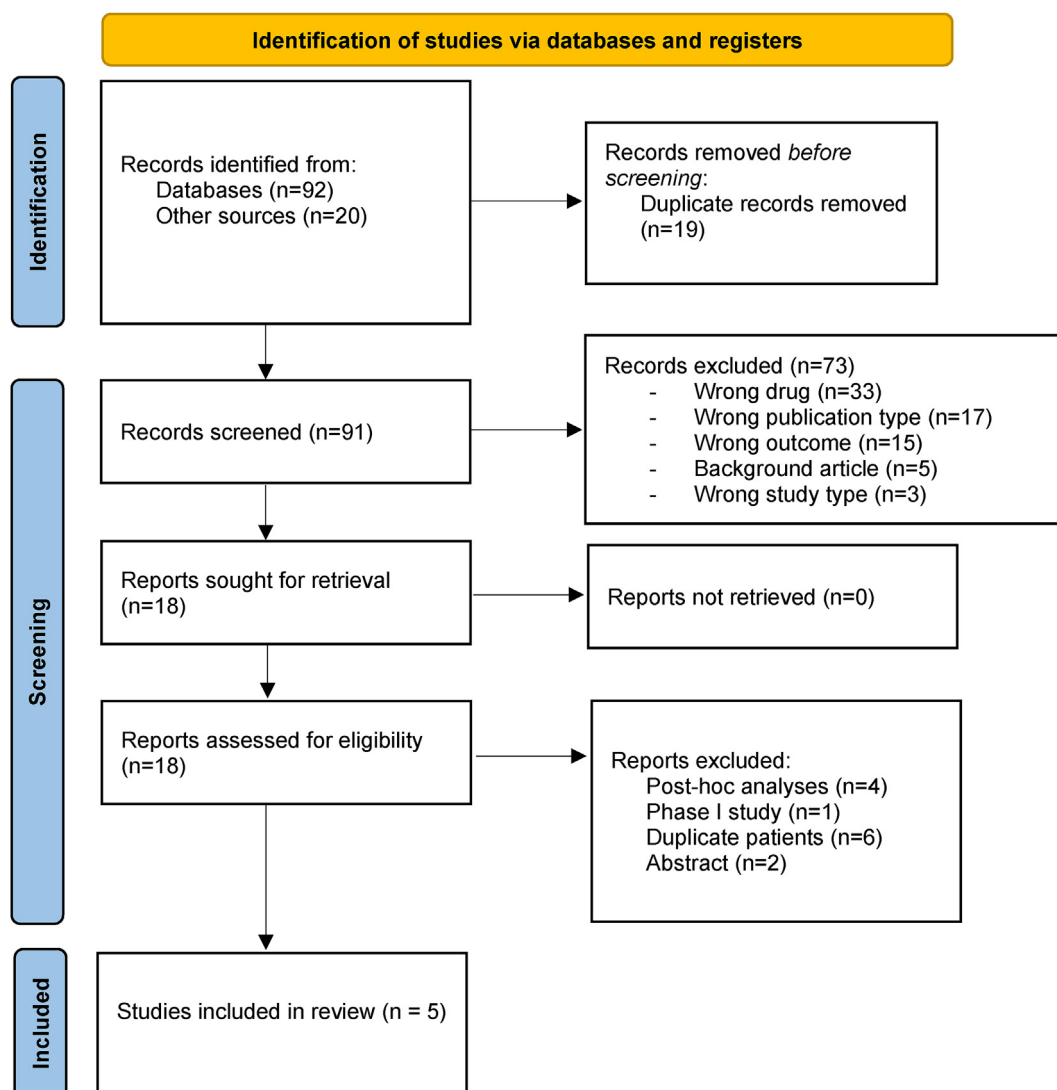 Identification of studies via databases and registers
Identification
Records identified from:
Databases (n=92)
Other sources (n=20)
Records removed before
screening:
Duplicate records removed
(n=19)
Screening
Records screened (n=91)
Records excluded (n=73)
- Wrong drug (n=33)
- Wrong publication type (n=17)
- Wrong outcome (n=15)
- Background article (n=5)
- Wrong study type (n=3)
Reports sought for retrieval
(n=18)
Reports not retrieved (n=0)
Reports assessed for eligibility
(n=18)
Reports excluded:
Post-hoc analyses (n=4)
Phase I study (n=1)
Duplicate patients (n=6)
Abstract (n=2)
Included
Studies included in review (n = 5)